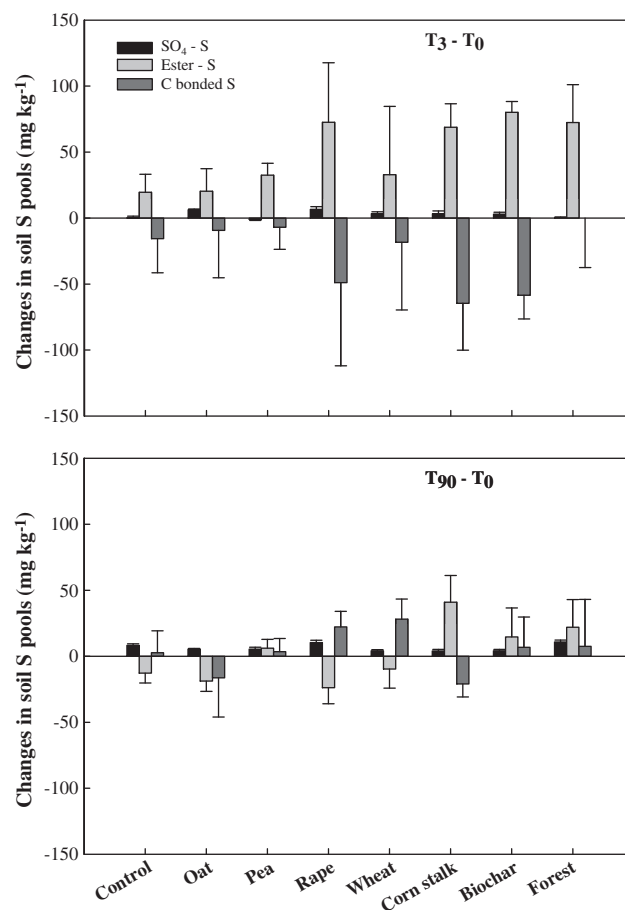 150
T₃ - T₀
SO₄ - S
100
Ester - S
C bonded S
50
0
-50
-100
-150
Changes in soil S pools (mg kg⁻¹)
150
T₉₀ - T₀
100
50
0
-50
-100
-150
Changes in soil S pools (mg kg⁻¹)
Control
Oat
Pea
Rape
Wheat
Corn stalk
Biochar
Forest